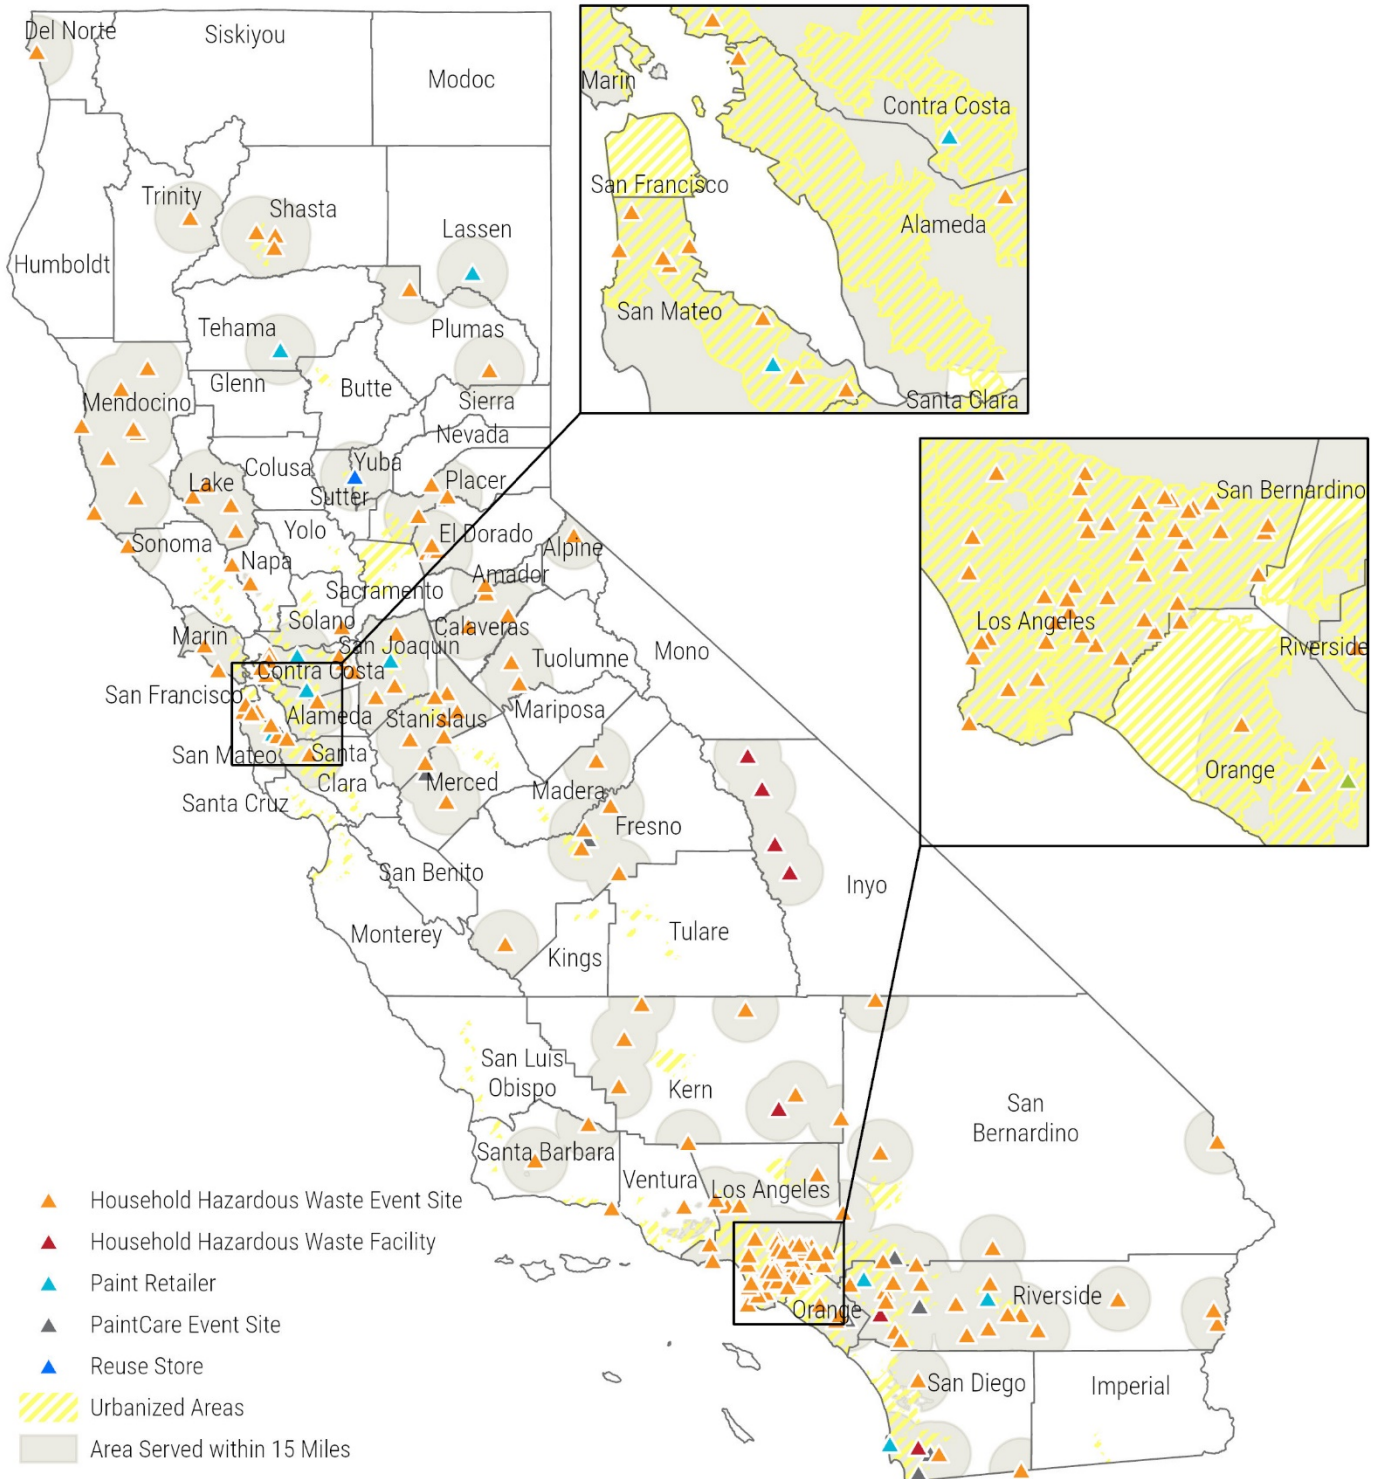 Del Norte
Siskiyou
Modoc
Trinity
Shasta
Lassen
Humboldt
Tehama
Plumas
Glenn
Butte
Mendocino
Sierra
Nevada
Colusa
Yuba
Lake
Placer
Sutter
Yolo
Sonoma
El Dorado
Alpine
Napa
Amador
Sacramento
Solano
Calaveras
Marin
San Joaquin
Mono
Tuolumne
Contra Costa
San Francisco
Mariposa
Alameda
Stanislaus
San Mateo
Santa
Clara
Merced
Madera
Santa Cruz
Fresno
San Benito
Inyo
Monterey
Tulare
Kings
San Luis
Obispo
Kern
San
Bernardino
Santa Barbara
Ventura
Los Angeles
Orange
Riverside
San Diego
Imperial
Marin
Contra Costa
San Francisco
Alameda
San Mateo
Santa Clara
San Bernardino
Los Angeles
Riverside
Orange
Household Hazardous Waste Event Site
Household Hazardous Waste Facility
Paint Retailer
PaintCare Event Site
Reuse Store
Urbanized Areas
Area Served within 15 Miles